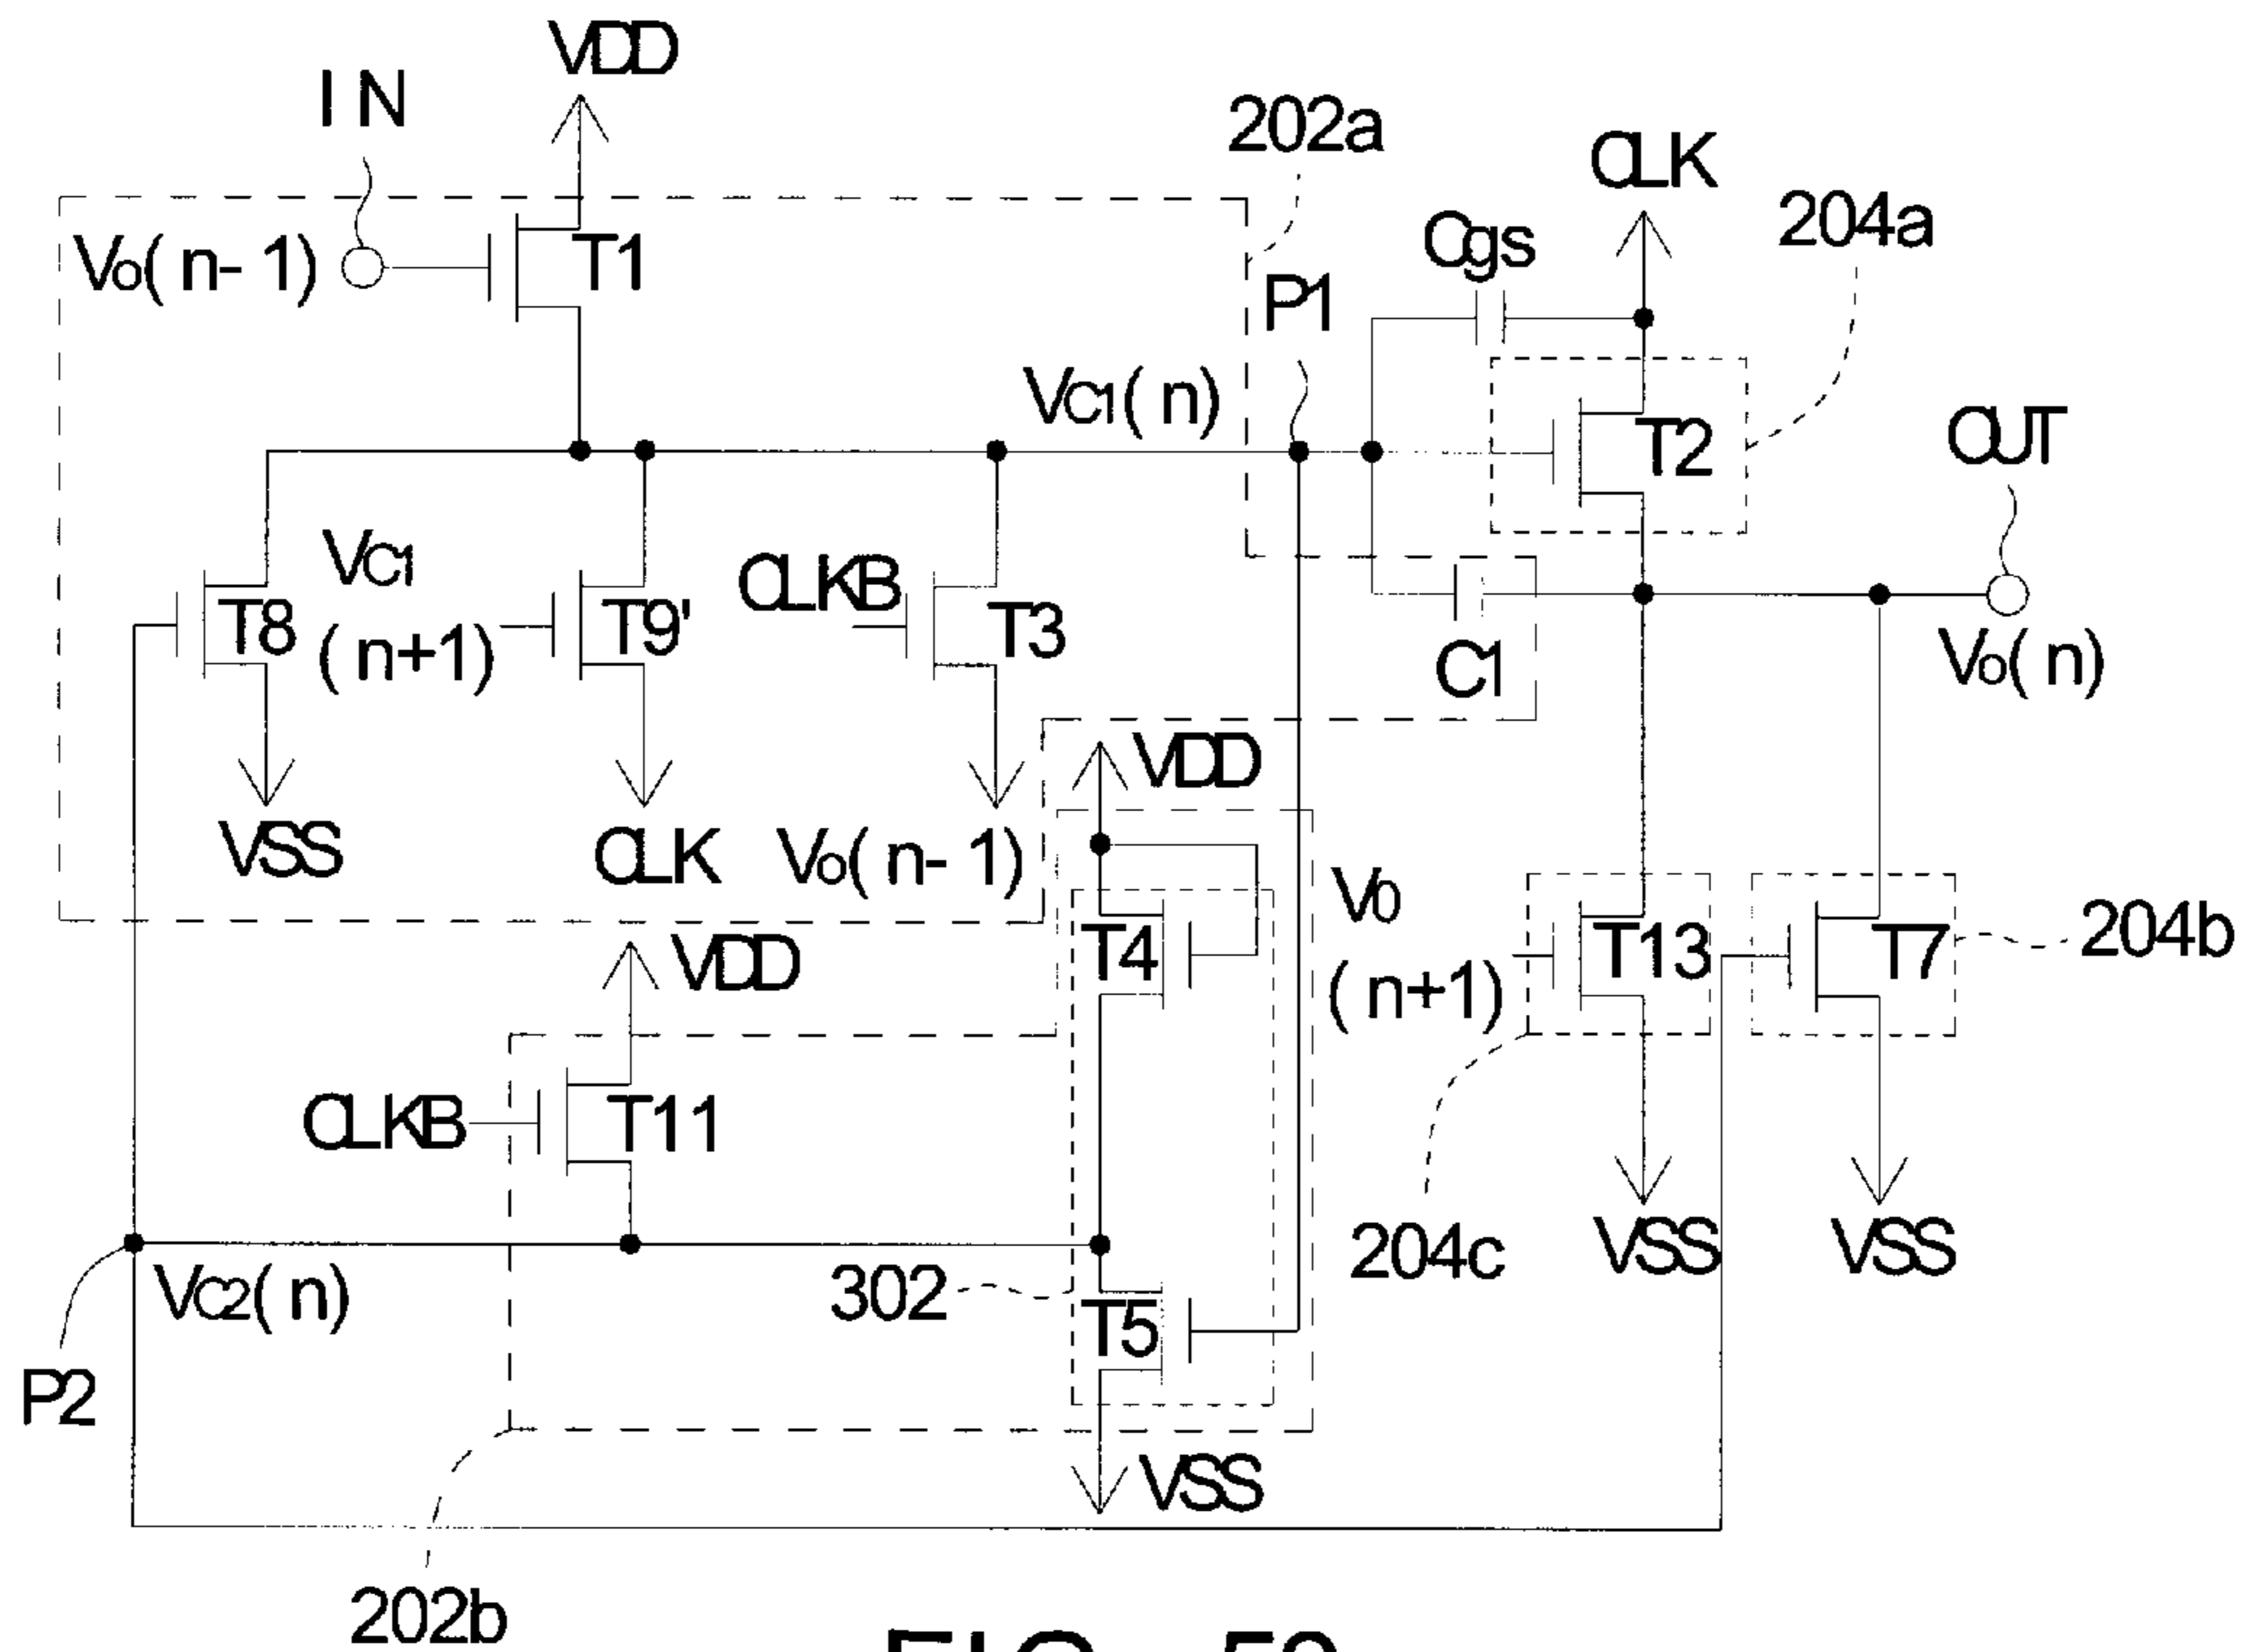 VDD
IN
202a
CLK
204a
Vo(n-1)
T1
Cgs
P1
VC1(n)
T2
OUT
VC1
(n+1)
T8
T9'
CLKB
T3
C1
Vo(n)
VDD
VSS
CLK
Vo(n-1)
Vo
(n+1)
T4
T13
T7
204b
VDD
CLKB
T11
VC2(n)
302
T5
204c
VSS
VSS
P2
VSS
202b